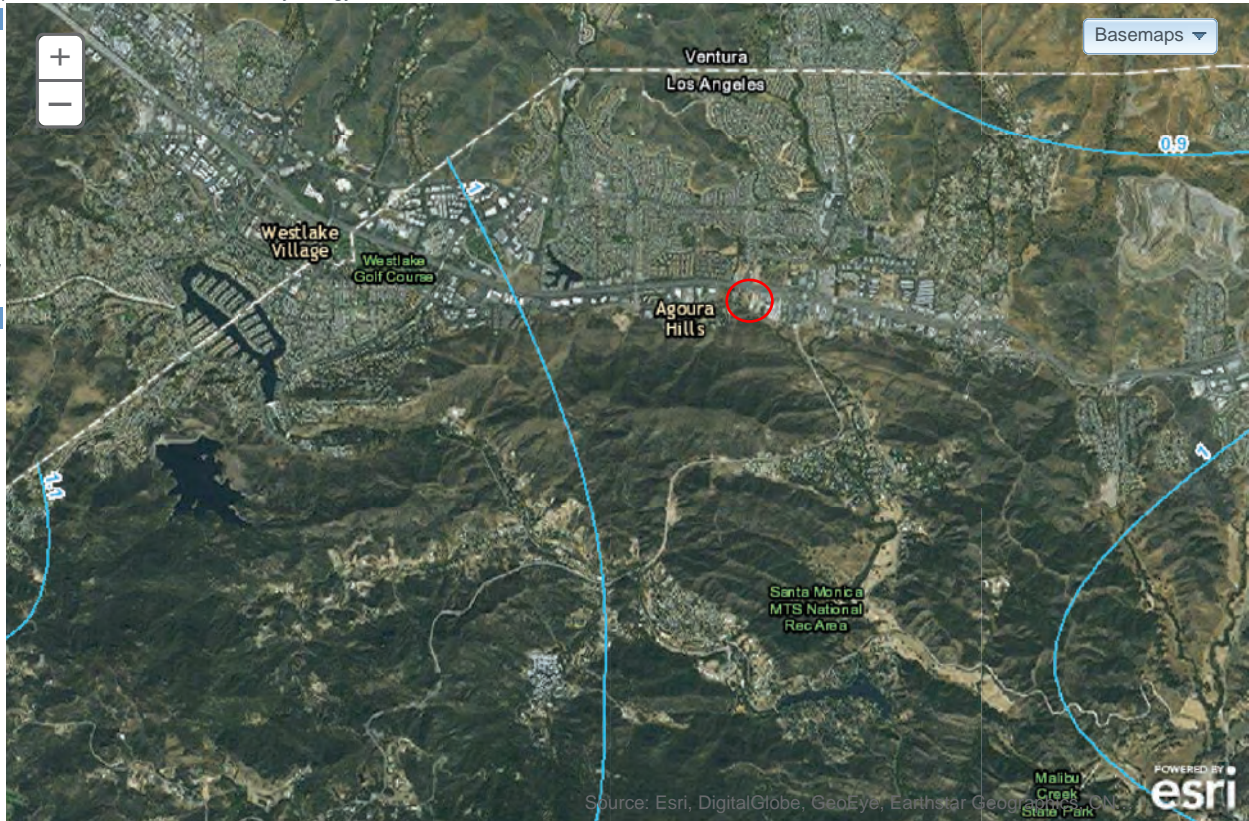 +
−
Basemaps
Ventura
Los Angeles
0.9
1
Westlake
Village
Westlake
Golf Course
Agoura
Hills
1
1.1
Santa Monica
MTS National
Rec Area
Malibu
Creek
State Park
Source: Esri, DigitalGlobe, GeoEye, Earthstar Geographics, CN
POWERED BY
esri